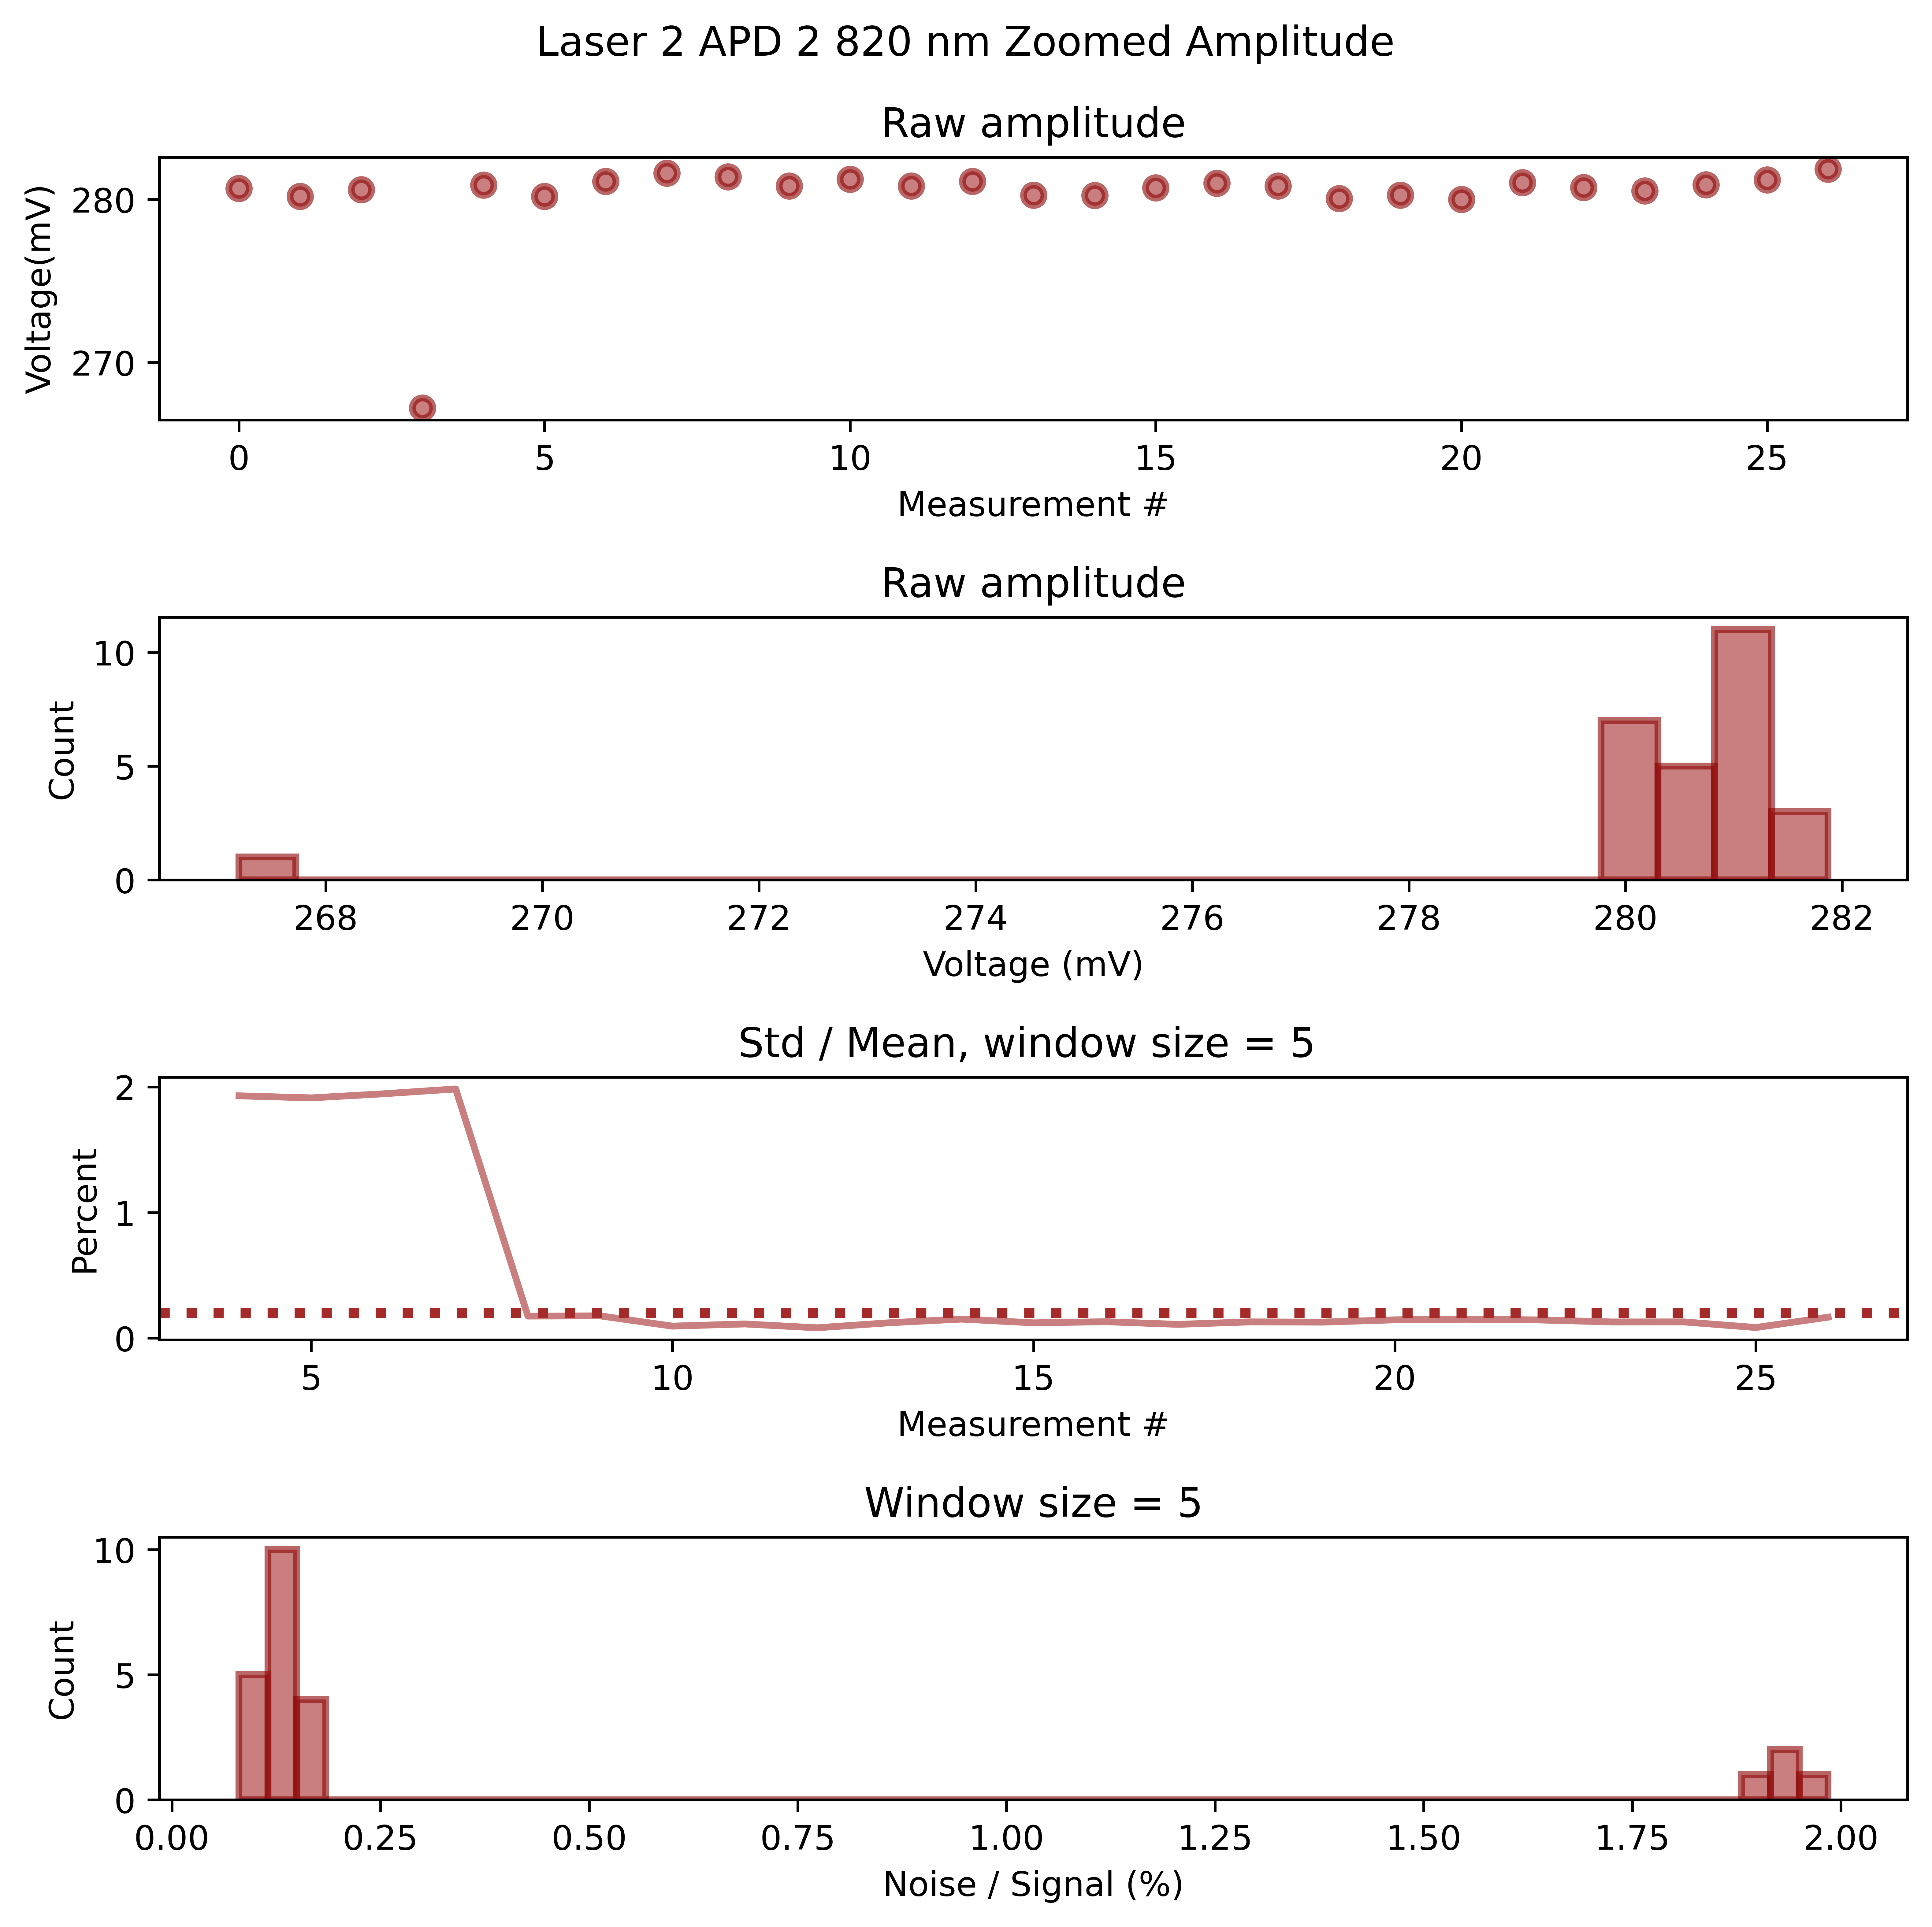 Laser 2 APD 2 820 nm Zoomed Amplitude
Raw amplitude
Voltage(mV)
280
270
0 5 10 15 20 25
Measurement #
Raw amplitude
Count
10
5
0
268 270 272 274 276 278 280 282
Voltage (mV)
Std / Mean, window size = 5
Percent
2
1
0
5 10 15 20 25
Measurement #
Window size = 5
Count
10
5
0
0.00 0.25 0.50 0.75 1.00 1.25 1.50 1.75 2.00
Noise / Signal (%)